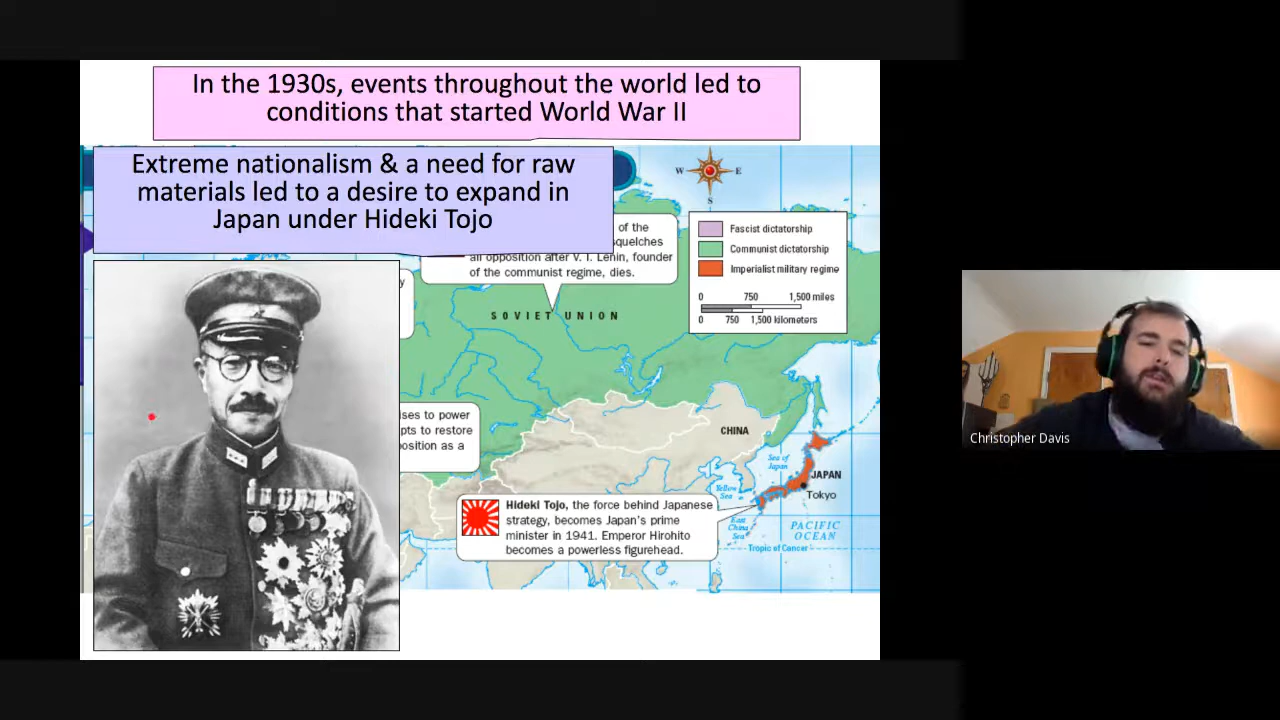 In the 1930s, events throughout the world led to
conditions that started World War II
Extreme nationalism & a need for raw
materials led to a desire to expand in
Japan under Hideki Tojo
W
E
S
of the
squelches
all opposition after V. I. Lenin, founder
of the communist regime, dies.
Fascist dictatorship
Communist dictatorship
Imperialist military regime
0 750 1,500 miles
0 750 1,500 kilometers
y
SOVIET UNION
ises to power
pts to restore
position as a
CHINA
Sea of
Japan
JAPAN
Tokyo
Yellow
Sea
Hideki Tojo, the force behind Japanese
strategy, becomes Japan's prime
minister in 1941. Emperor Hirohito
becomes a powerless figurehead.
East
China
Sea
PACIFIC
OCEAN
Tropic of Cancer
Christopher Davis